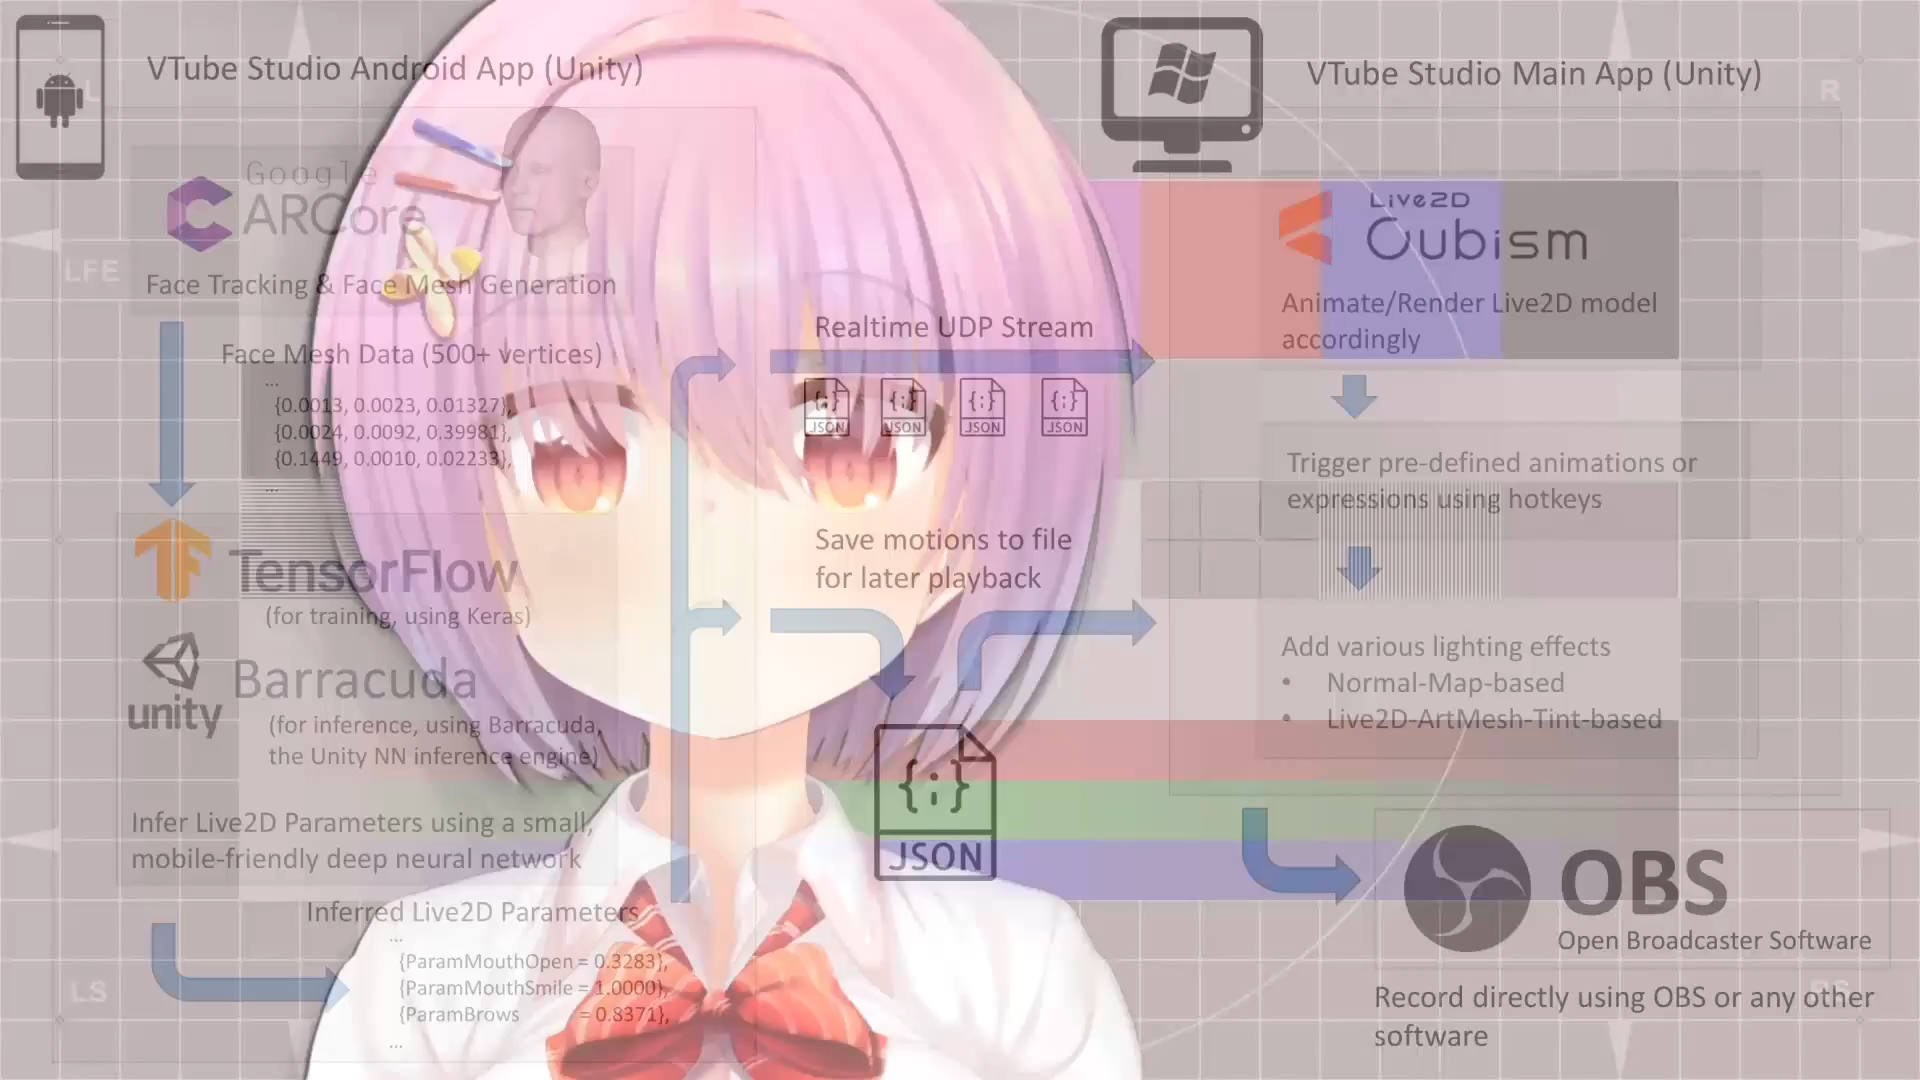 VTube Studio Android App (Unity)
L
Google
ARCore
LFE
Face Tracking & Face Mesh Generation
Face Mesh Data (500+ vertices)
...
{0.0013, 0.0023, 0.01327},
{0.0024, 0.0092, 0.39981},
{0.1449, 0.0010, 0.02233},
...
TensorFlow
(for training, using Keras)
unity
Barracuda
(for inference, using Barracuda,
the Unity NN inference engine)
Infer Live2D Parameters using a small,
mobile-friendly deep neural network
Inferred Live2D Parameters
...
{ParamMouthOpen = 0.3283},
{ParamMouthSmile = 1.0000},
{ParamBrows = 0.8371},
...
LS
Realtime UDP Stream
{;} JSON
{;} JSON
{;} JSON
{;} JSON
Save motions to file
for later playback
{;}
JSON
VTube Studio Main App (Unity)
R
Live2D
Cubism
Animate/Render Live2D model
accordingly
Trigger pre-defined animations or
expressions using hotkeys
Add various lighting effects
• Normal-Map-based
• Live2D-ArtMesh-Tint-based
OBS
Open Broadcaster Software
RS
Record directly using OBS or any other
software